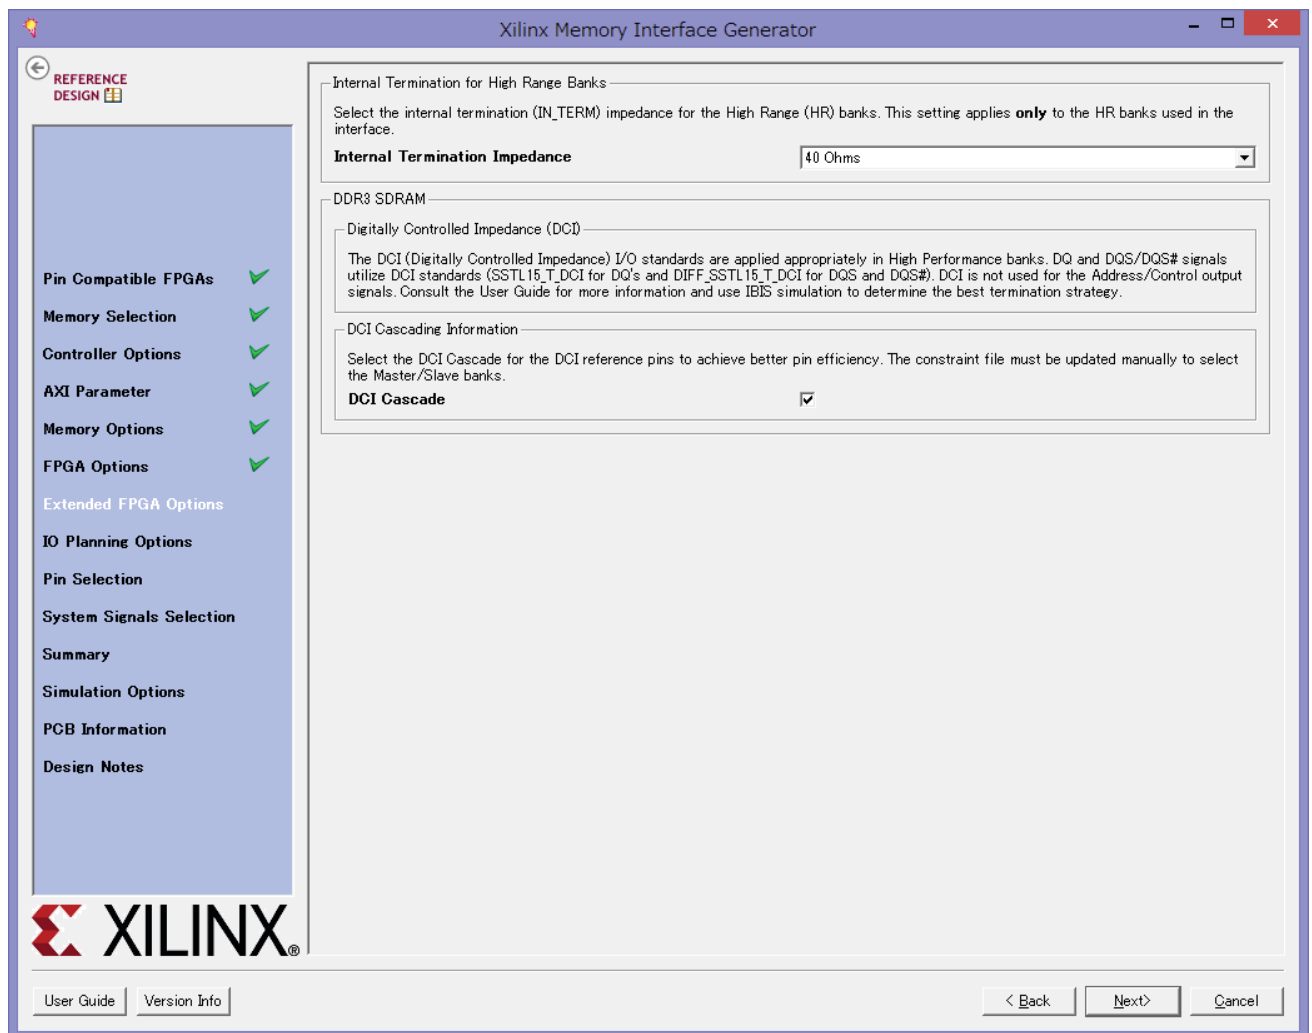 Xilinx Memory Interface Generator
REFERENCE
DESIGN
Pin Compatible FPGAs
Memory Selection
Controller Options
AXI Parameter
Memory Options
FPGA Options
Extended FPGA Options
IO Planning Options
Pin Selection
System Signals Selection
Summary
Simulation Options
PCB Information
Design Notes
XILINX®
Internal Termination for High Range Banks
Select the internal termination (IN_TERM) impedance for the High Range (HR) banks. This setting applies only to the HR banks used in the
interface.
Internal Termination Impedance
40 Ohms
DDR3 SDRAM
Digitally Controlled Impedance (DCI)
The DCI (Digitally Controlled Impedance) I/O standards are applied appropriately in High Performance banks. DQ and DQS/DQS# signals
utilize DCI standards (SSTL15_T_DCI for DQ's and DIFF_SSTL15_T_DCI for DQS and DQS#). DCI is not used for the Address/Control output
signals. Consult the User Guide for more information and use IBIS simulation to determine the best termination strategy.
DCI Cascading Information
Select the DCI Cascade for the DCI reference pins to achieve better pin efficiency. The constraint file must be updated manually to select
the Master/Slave banks.
DCI Cascade
User Guide
Version Info
< Back
Next>
Cancel